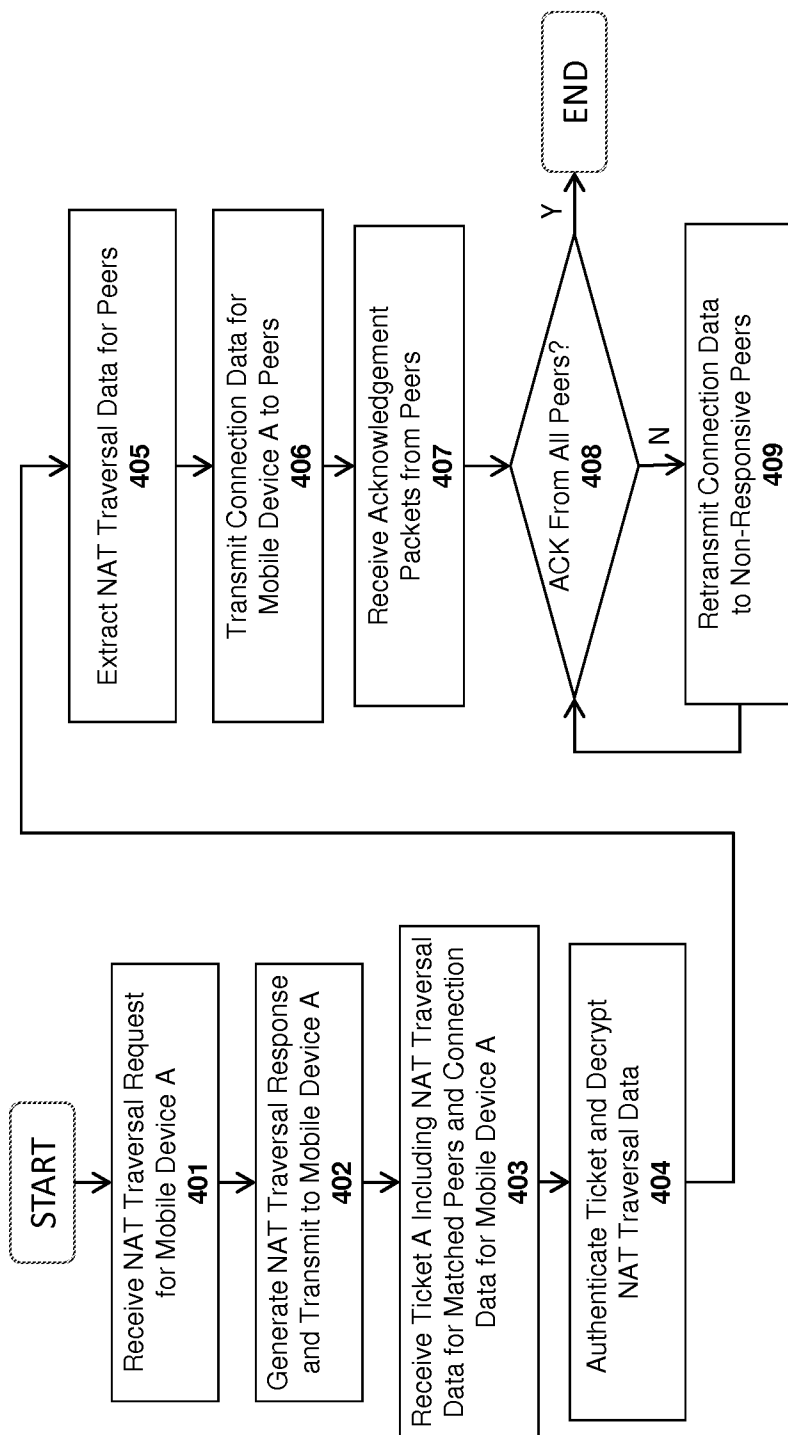 START
Receive NAT Traversal Request
for Mobile Device A
401
Generate NAT Traversal Response
and Transmit to Mobile Device A
402
Receive Ticket A Including NAT Traversal
Data for Matched Peers and Connection
Data for Mobile Device A
403
Authenticate Ticket and Decrypt
NAT Traversal Data
404
Extract NAT Traversal Data for Peers
405
Transmit Connection Data for
Mobile Device A to Peers
406
Receive Acknowledgement
Packets from Peers
407
ACK From All Peers?
408
Y
END
N
Retransmit Connection Data
to Non-Responsive Peers
409